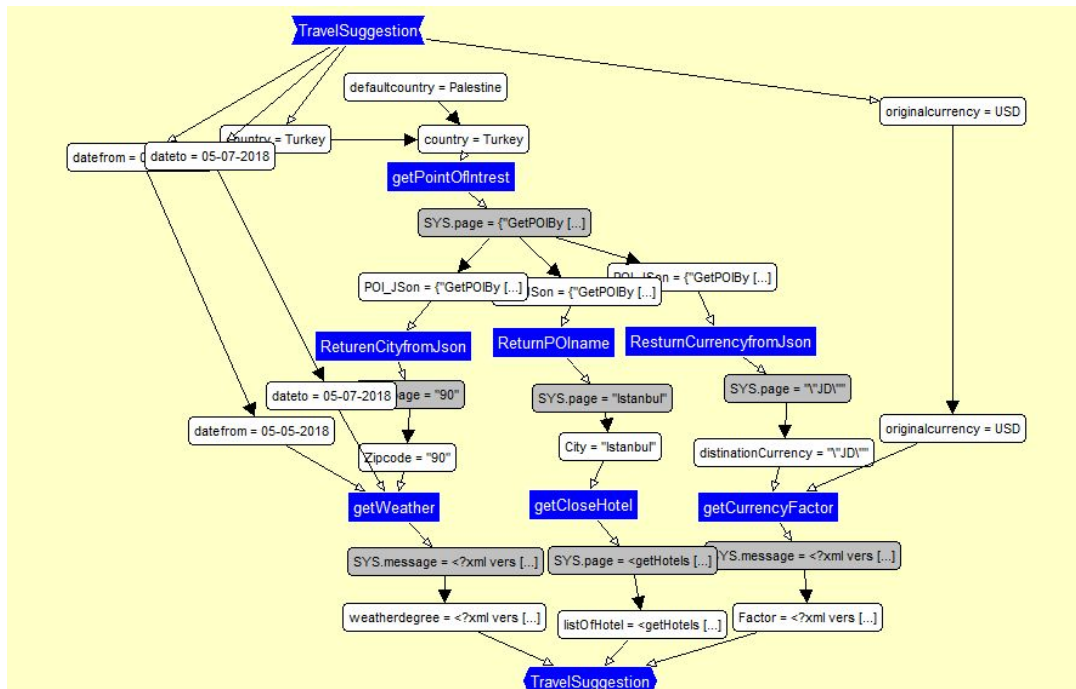 TravelSuggestion
defaultcountry = Palestine
originalcurrency = USD
country = Turkey
country = Turkey
datefrom = 0
dateto = 05-07-2018
getPointOfIntrest
SYS.page = {"GetPOIBy [...]
POI_JSon = {"GetPOIBy [...]
POI_JSon = {"GetPOIBy [...]
JSon = {"GetPOIBy [...]
ReturenCityfromJson
ReturnPOIname
ResturnCurrencyfromJson
SYS.page = "\"JD\""
dateto = 05-07-2018
page = "90"
SYS.page = "Istanbul"
datefrom = 05-05-2018
originalcurrency = USD
Zipcode = "90"
City = "Istanbul"
distinationCurrency = "\"JD\""
getWeather
getCloseHotel
getCurrencyFactor
SYS.message = <?xml vers [...]
SYS.page = <getHotels [...]
SYS.message = <?xml vers [...]
weatherdegree = <?xml vers [...]
listOfHotel = <getHotels [...]
Factor = <?xml vers [...]
TravelSuggestion